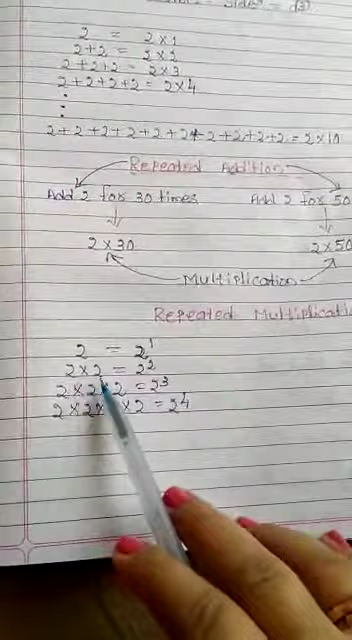 2 = 2×1
2+2 = 2×2
2+2+2 = 2×3
2+2+2+2 = 2×4
:
:
2+2+2+2+2+2+2+2+2+2 = 2×10
Repeated Addition
Add 2 for 30 times Add 2 for 50
2×30 2×50
Multiplication
Repeated Multiplica
2 = 2¹
2×2 = 2²
2×2×2 = 2³
2×2× ×2 = 2⁴